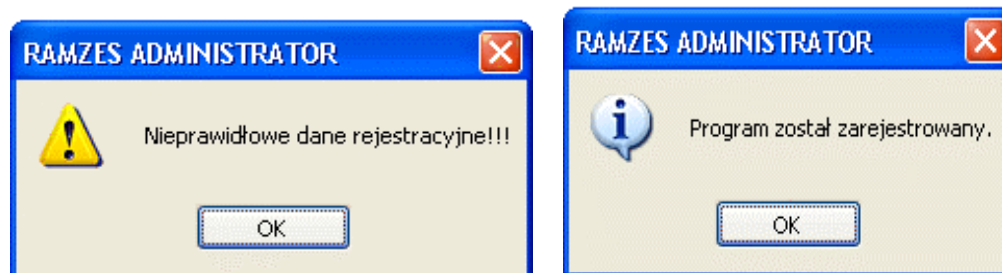 RAMZES ADMINISTRATOR
Nieprawidłowe dane rejestracyjne!!!
OK
RAMZES ADMINISTRATOR
Program został zarejestrowany.
OK